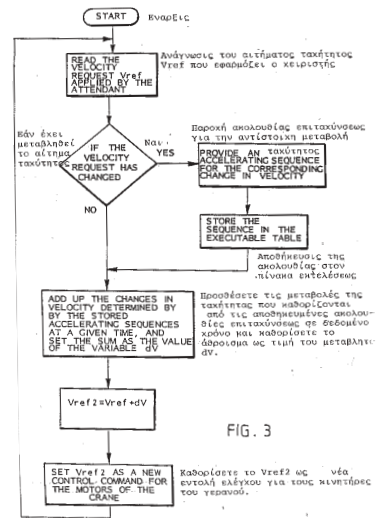 START
Εναρξις
READ THE
VELOCITY
REQUEST Vref
APPLIED BY THE
ATTENDANT
Ανάγνωσις του αιτήματος ταχύτητος
Vref που εφαρμόζει ο χειριστής
Εάν έχει
μεταβληθεί
το αίτημα
ταχύτητος
IF THE
VELOCITY
REQUEST HAS
CHANGED
Ναι
YES
NO
Παροχή ακολουθίας επιταχύνσεως
για την αντίστοιχη μεταβολή
ταχύτητος
PROVIDE AN
ACCELERATING SEQUENCE
FOR THE CORRESPONDING
CHANGE IN VELOCITY
STORE THE
SEQUENCE IN THE
EXECUTABLE TABLE
Αποθήκευσις της
ακολουθίας στον
πίνακα εκτελέσεως
ADD UP THE CHANGES IN
VELOCITY DETERMINED BY
BY THE STORED
ACCELERATING SEQUENCES
AT A GIVEN TIME, AND
SET THE SUM AS THE VALUE
OF THE VARIABLE dV
Προσθέσετε τις μεταβολές της
ταχύτητας που καθορίζονται
από τις αποθηκευμένες ακολου-
θίες επιταχύνσεως σε δεδομένο
χρόνο και καθορίσετε το
άθροισμα ως τιμή του μεταβλητι
dV.
Vref2=Vref+dV
FIG. 3
SET Vref2 AS A NEW
CONTROL COMMAND FOR
THE MOTORS OF THE
CRANE
Καθορίσετε το Vref2 ως νέα
εντολή ελέγχου για τους κινητήρες
του γερανού.